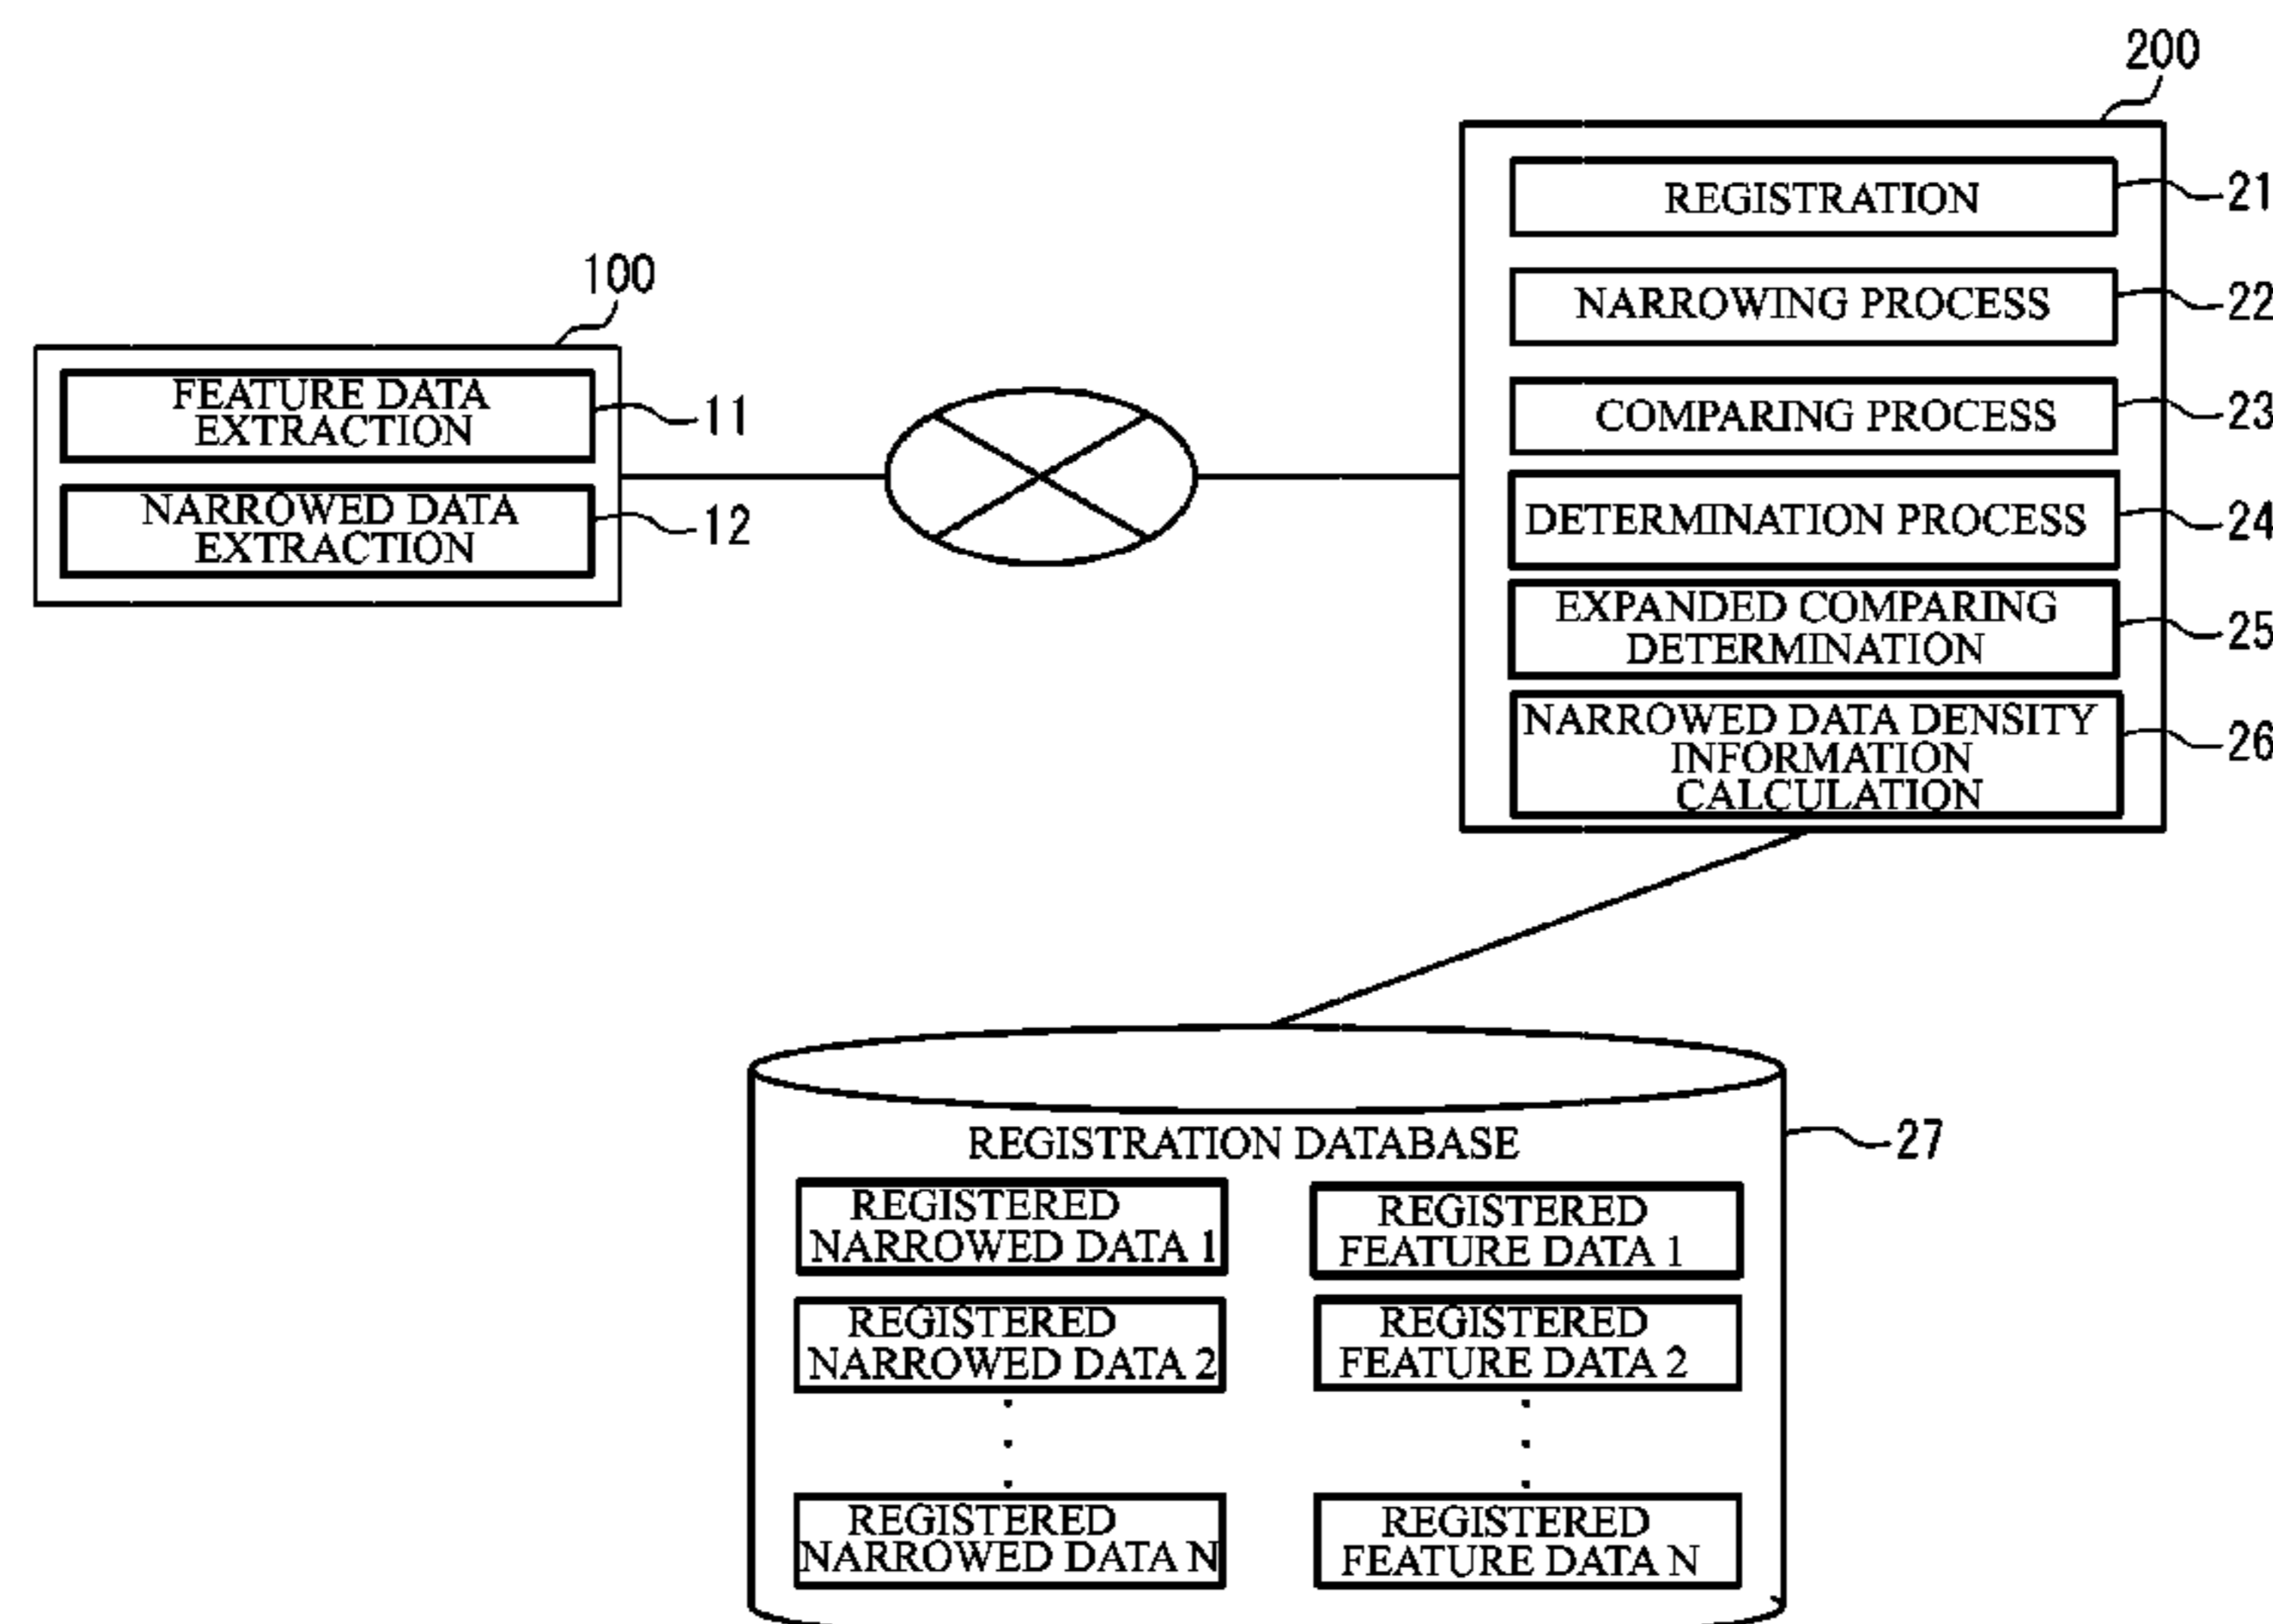 200
REGISTRATION
21
NARROWING PROCESS
22
COMPARING PROCESS
23
DETERMINATION PROCESS
24
EXPANDED COMPARING
DETERMINATION
25
NARROWED DATA DENSITY
INFORMATION
CALCULATION
26
100
FEATURE DATA
EXTRACTION
11
NARROWED DATA
EXTRACTION
12
REGISTRATION DATABASE
27
REGISTERED
NARROWED DATA 1
REGISTERED
FEATURE DATA 1
REGISTERED
NARROWED DATA 2
REGISTERED
FEATURE DATA 2
REGISTERED
NARROWED DATA N
REGISTERED
FEATURE DATA N